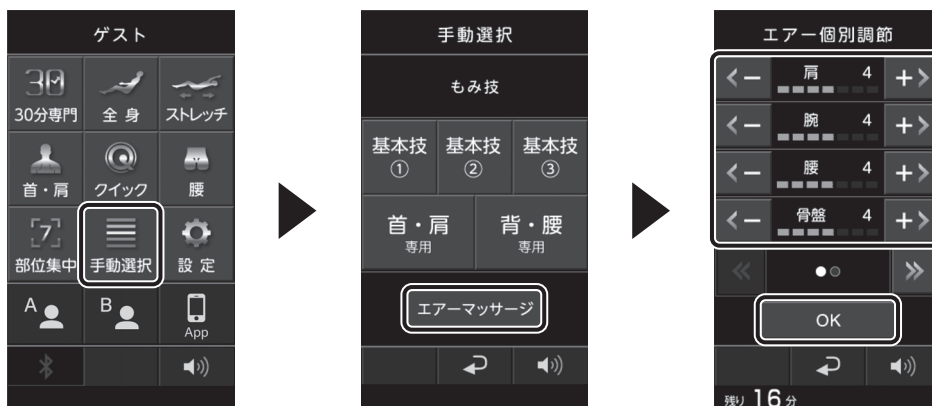 ゲスト
30
30分専門 全 身 ストレッチ
首・肩 クイック 腰
7
部位集中 手動選択 設 定
A B
App
手動選択
もみ技
基本技 基本技 基本技
① ② ③
首・肩 背・腰
専用 専用
エアーマッサージ
エアー個別調節
肩 4
腕 4
腰 4
骨盤 4
OK
残り 16 分